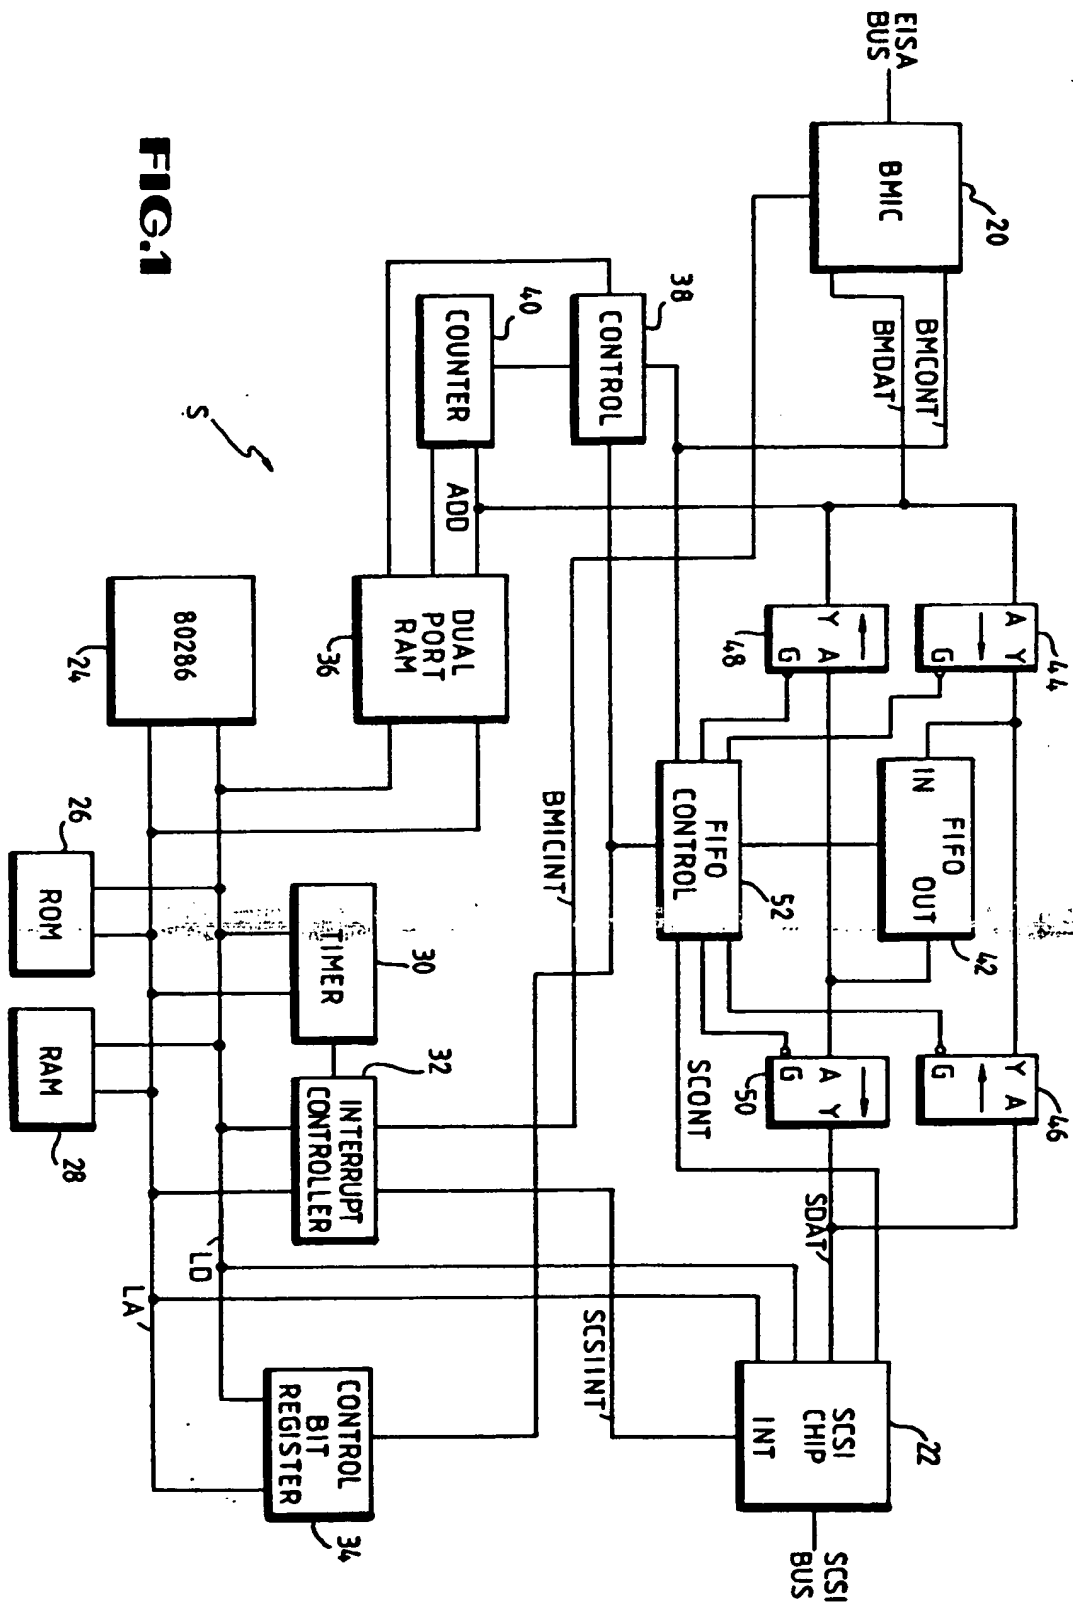 EISA
BUS
BMIC
20
BMCONT
BMDAT
44
A Y
G
46
Y A
G
48
Y A
G
50
A Y
G
IN
FIFO
OUT
42
FIFO
CONTROL
52
SCONT
SDAT
SCSI
CHIP
INT
22
SCSI
BUS
38
CONTROL
40
COUNTER
ADD
DUAL
PORT
RAM
36
BMICINT
SCSIINT
TIMER
30
32
INTERRUPT
CONTROLLER
CONTROL
BIT
REGISTER
34
80286
24
LD
LA
26
ROM
RAM
28
S
FIG.1